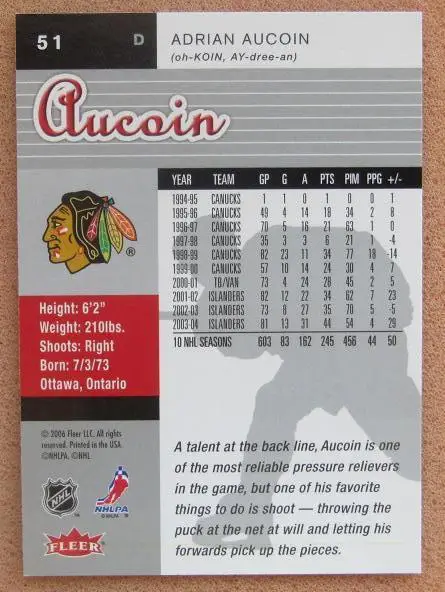 51 D ADRIAN AUCOIN
(oh-KOIN, AY-dree-an)
Aucoin
YEAR TEAM GP G A PTS PIM PPG +/-
1994-95 CANUCKS 1 1 0 1 0 0 1
1995-96 CANUCKS 49 4 14 18 34 2 8
1996-97 CANUCKS 70 5 16 21 63 1 0
1997-98 CANUCKS 35 3 3 6 21 1 -4
1998-99 CANUCKS 82 23 11 34 77 18 -14
1999-00 CANUCKS 57 10 14 24 30 4 7
2000-01 TB/VAN 73 4 24 28 45 2 5
2001-02 ISLANDERS 82 12 22 34 62 7 23
2002-03 ISLANDERS 73 8 27 35 70 5 -5
2003-04 ISLANDERS 81 13 31 44 54 4 29
10 NHL SEASONS 603 83 162 245 456 44 50
®
Height: 6'2"
Weight: 210lbs.
Shoots: Right
Born: 7/3/73
Ottawa, Ontario
© 2006 Fleer LLC. All rights
reserved. Printed in the USA.
©NHLPA. ©NHL
NHL
NHLPA
FLEER
A talent at the back line, Aucoin is one
of the most reliable pressure relievers
in the game, but one of his favorite
things to do is shoot — throwing the
puck at the net at will and letting his
forwards pick up the pieces.